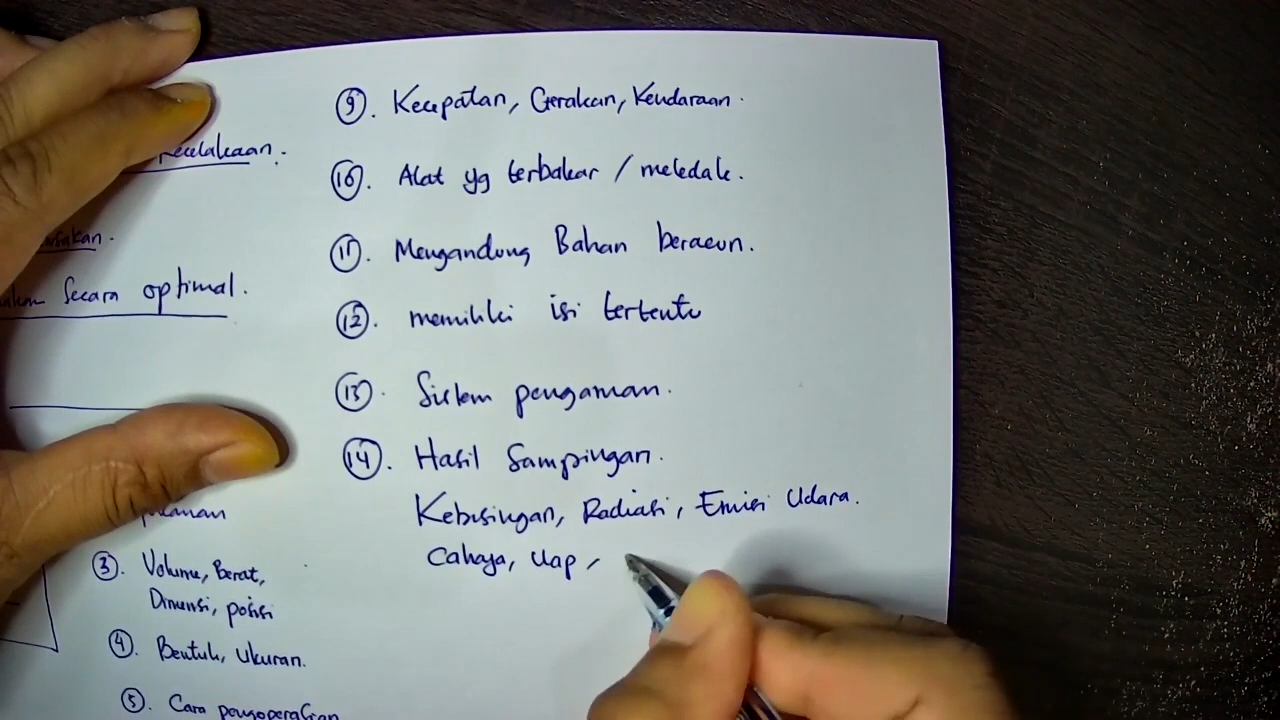 kecelakaan.
secara optimal.
③. Volume, Berat,
Dimensi, posisi
④. Bentuk, Ukuran.
⑤. Cara pengoperasian
⑨. Kecepatan, Gerakan, Kendaraan.
⑩. Alat yg terbakar / meledak.
⑪. Mengandung Bahan beracun.
⑫. memiliki isi tertentu
⑬. Sistem pengaman.
⑭. Hasil Sampingan.
Kebisingan, Radiasi, Emisi Udara.
Cahaya, Uap,